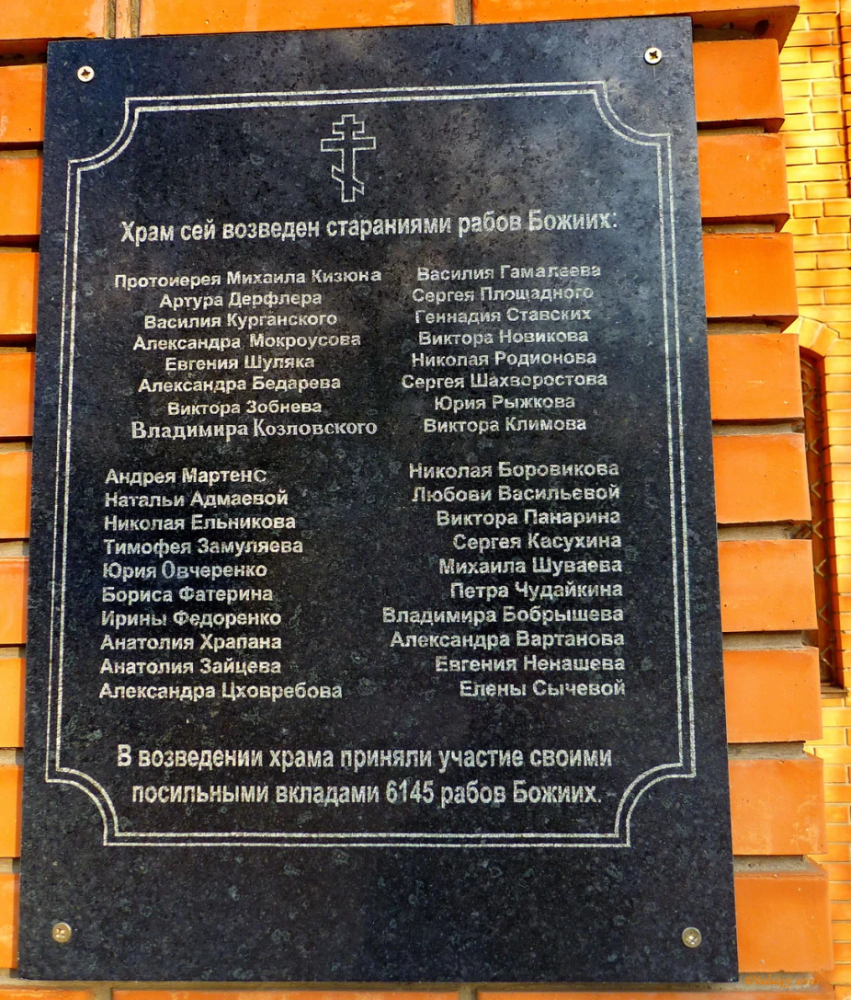 Храм сей возведен стараниями рабов Божиих:
Протоиерея Михаила Кизюна
Артура Дерфлера
Василия Курганского
Александра Мокроусова
Евгения Шуляка
Александра Бедарева
Виктора Зобнева
Владимира Козловского
Василия Гамалеева
Сергея Площадного
Геннадия Ставских
Виктора Новикова
Николая Родионова
Сергея Шахворостова
Юрия Рыжкова
Виктора Климова
Андрея Мартенс
Натальи Адмаевой
Николая Ельникова
Тимофея Замуляева
Юрия Овчеренко
Бориса Фатерина
Ирины Федоренко
Анатолия Храпана
Анатолия Зайцева
Александра Цховребова
Николая Боровикова
Любови Васильевой
Виктора Панарина
Сергея Касухина
Михаила Шуваева
Петра Чудайкина
Владимира Бобрышева
Александра Вартанова
Евгения Ненашева
Елены Сычевой
В возведении храма приняли участие своими
посильными вкладами 6145 рабов Божиих.